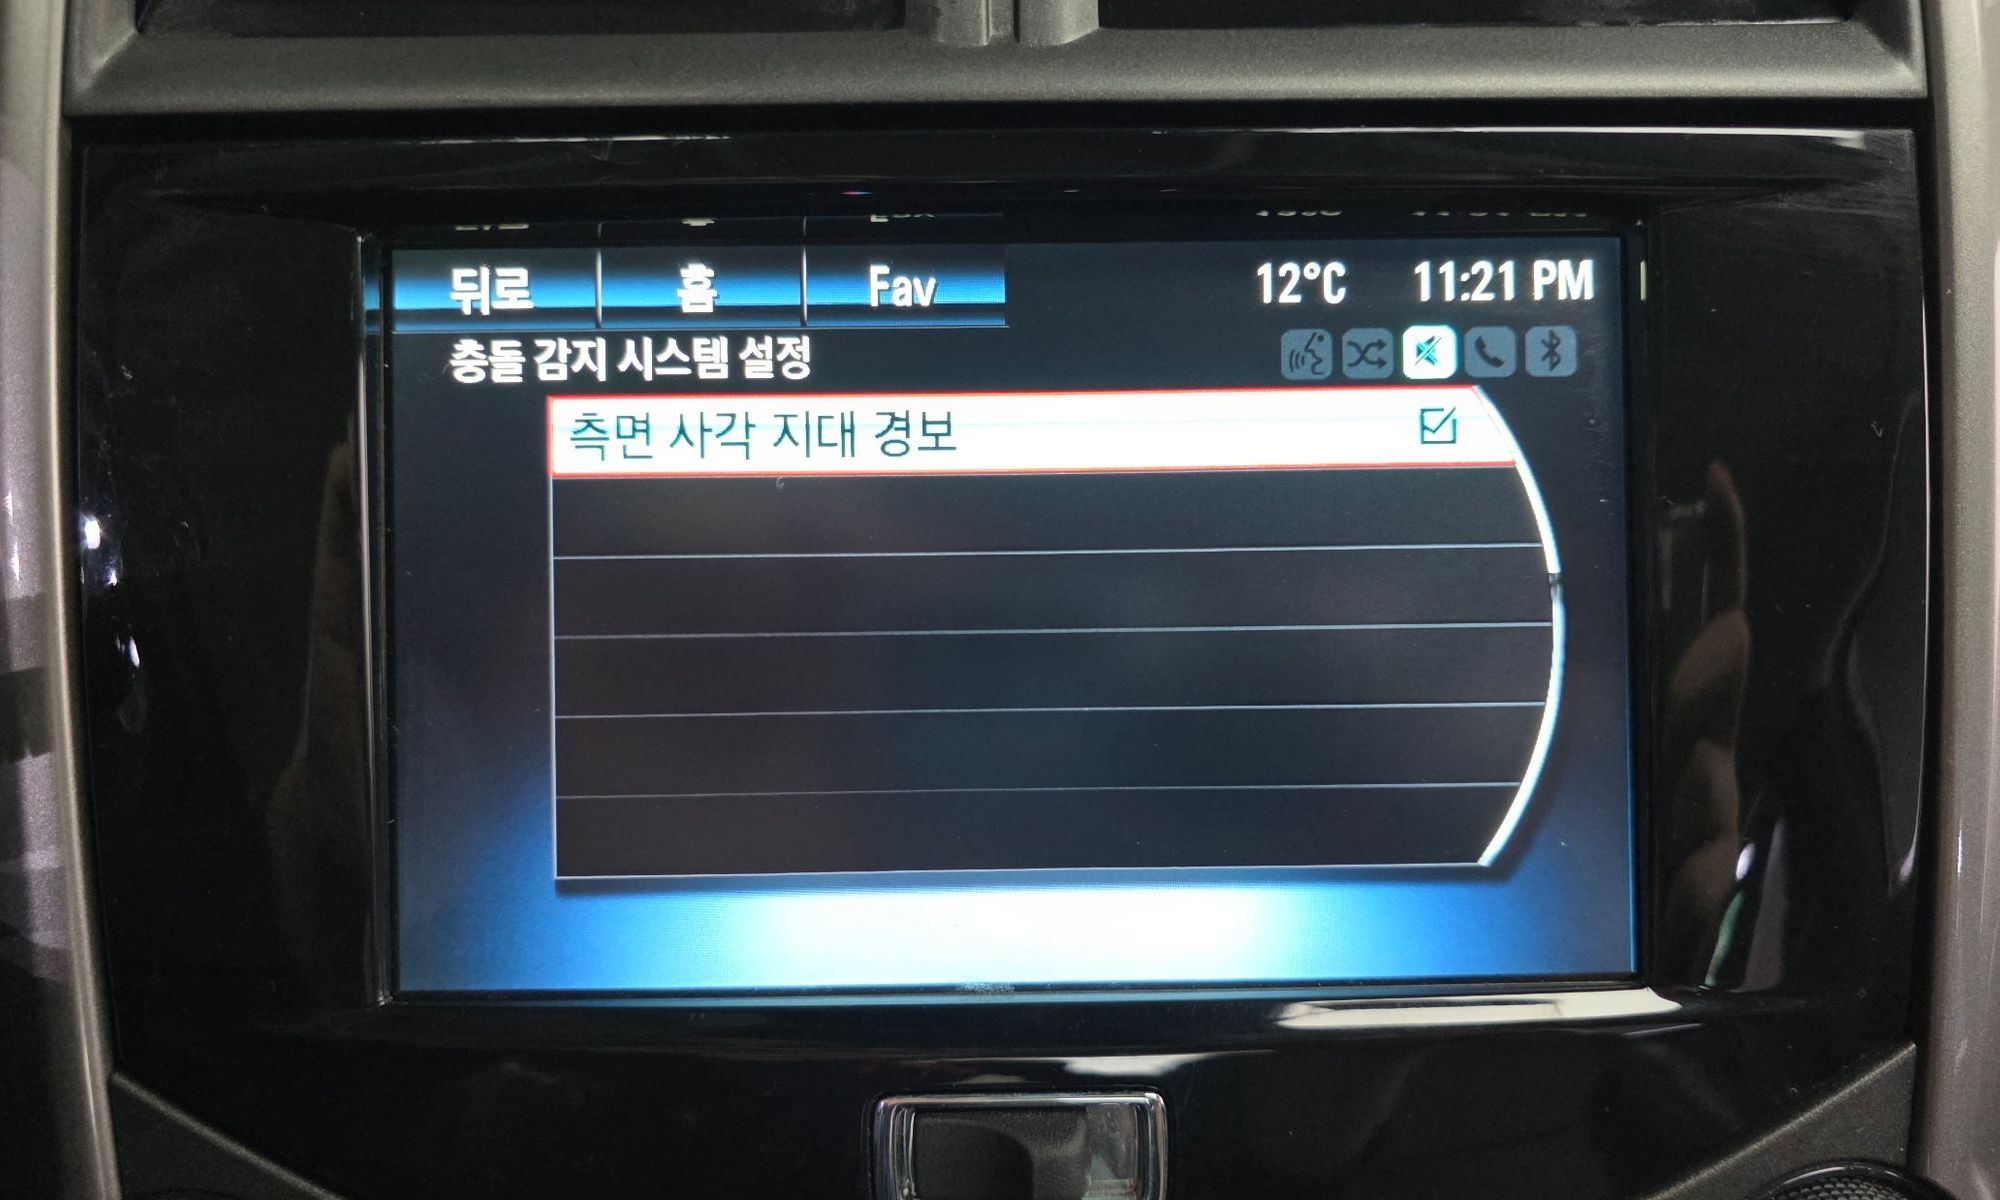 뒤로 홈 Fav 12°C 11:21 PM
충돌 감지 시스템 설정
측면 사각 지대 경보